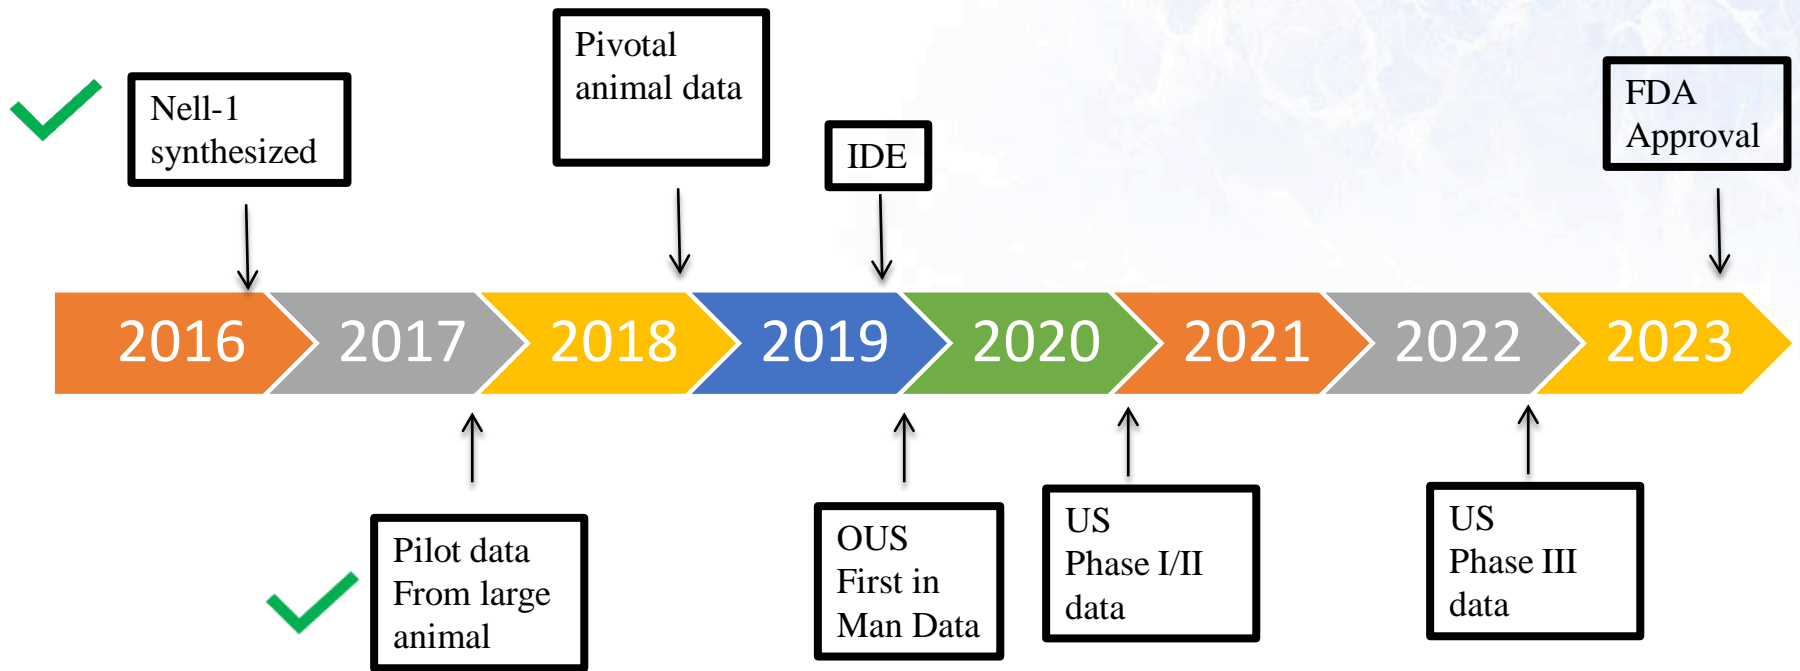 Nell-1
synthesized
Pivotal
animal data
IDE
FDA
Approval
2016
2017
2018
2019
2020
2021
2022
2023
Pilot data
From large
animal
OUS
First in
Man Data
US
Phase I/II
data
US
Phase III
data